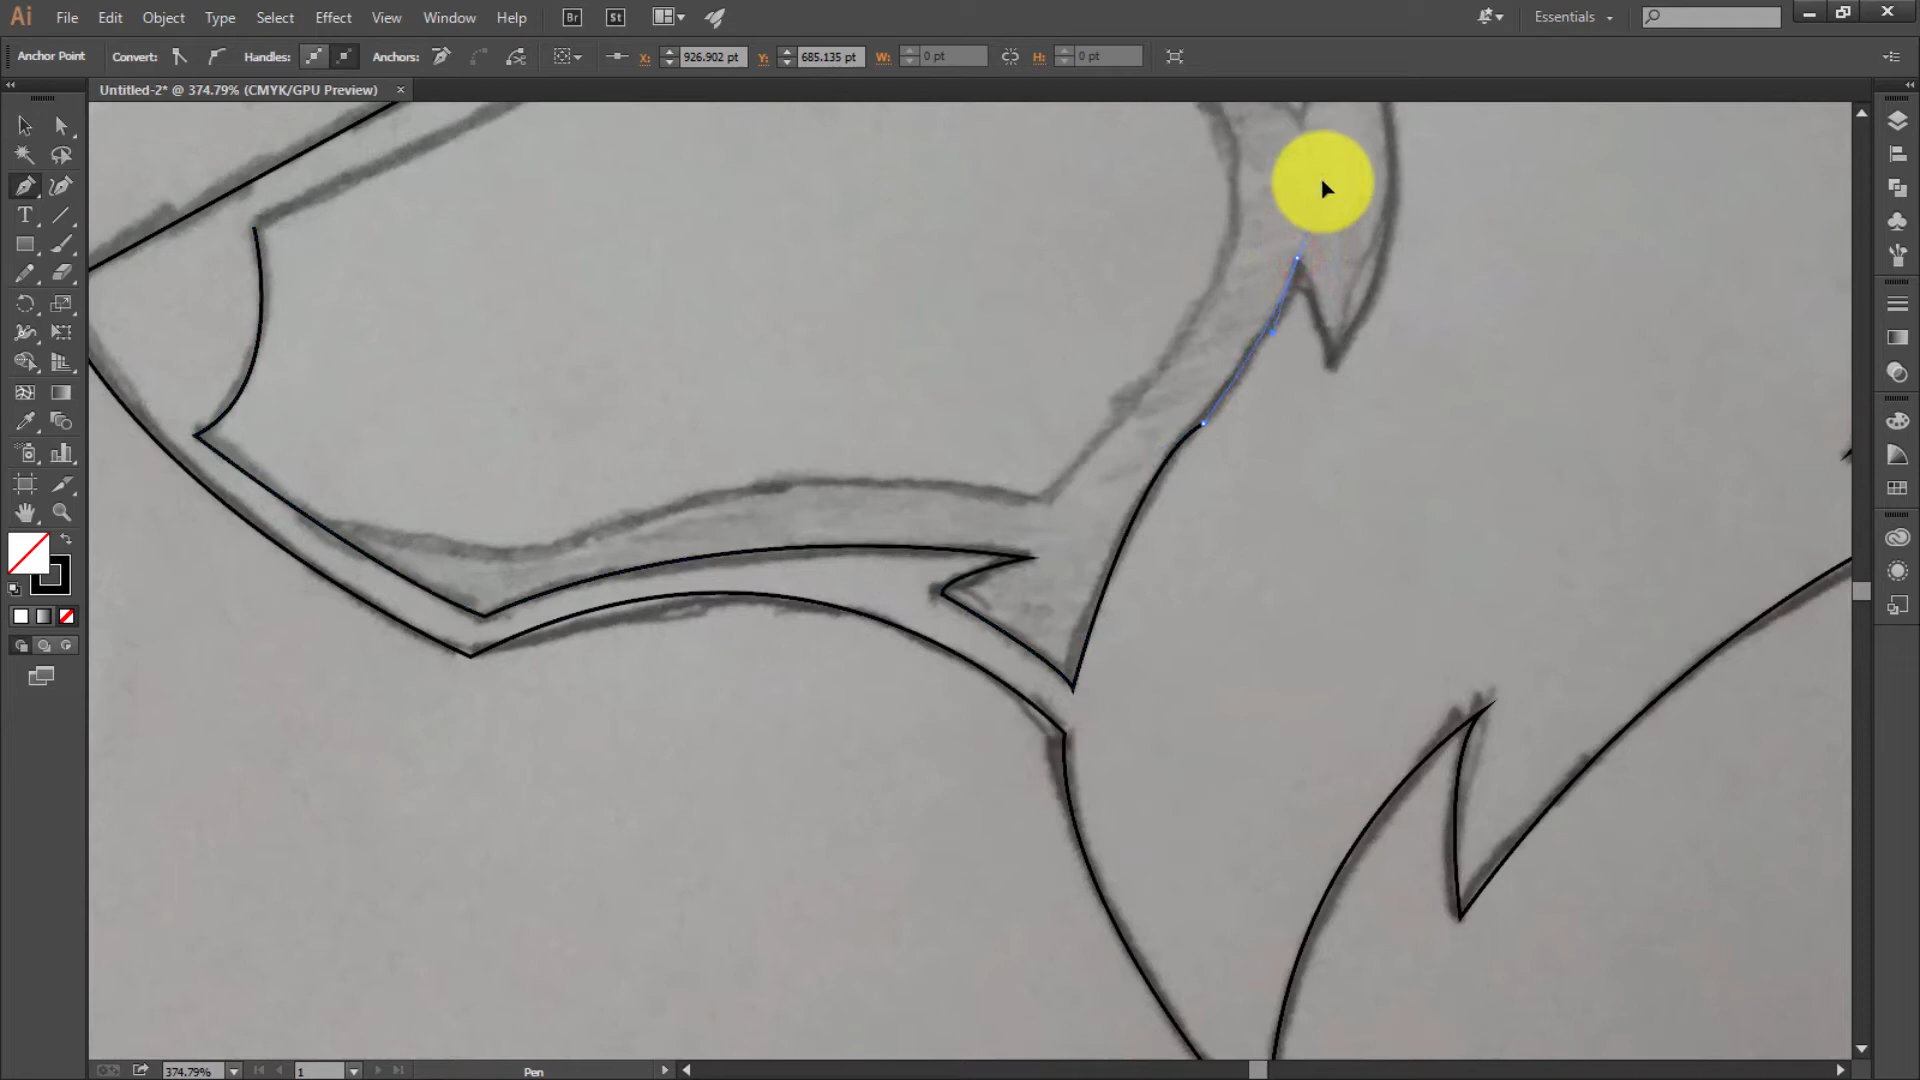 Ai File Edit Object Type Select Effect View Window Help Br St Essentials
Anchor Point Convert: Handles: Anchors: X: 926.902 pt Y: 685.135 pt W: 0 pt H: 0 pt
Untitled-2* @ 374.79% (CMYK/GPU Preview) ×
T
374.79% 1 Pen